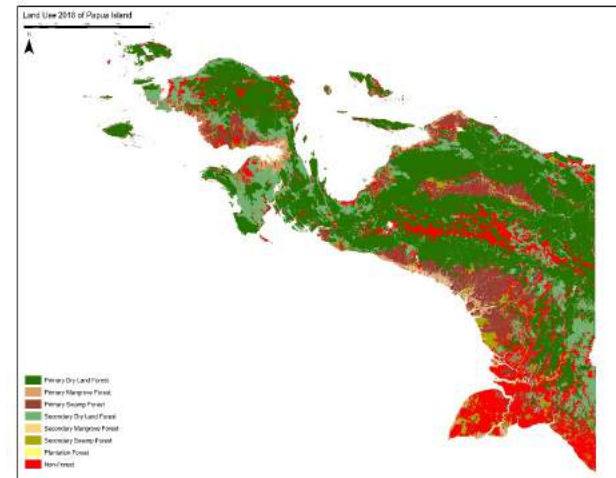 Land Use 2018 of Papua Island
N
Primary Dry Land Forest
Primary Mangrove Forest
Primary Swamp Forest
Secondary Dry Land Forest
Secondary Mangrove Forest
Secondary Swamp Forest
Plantation Forest
Non-Forest